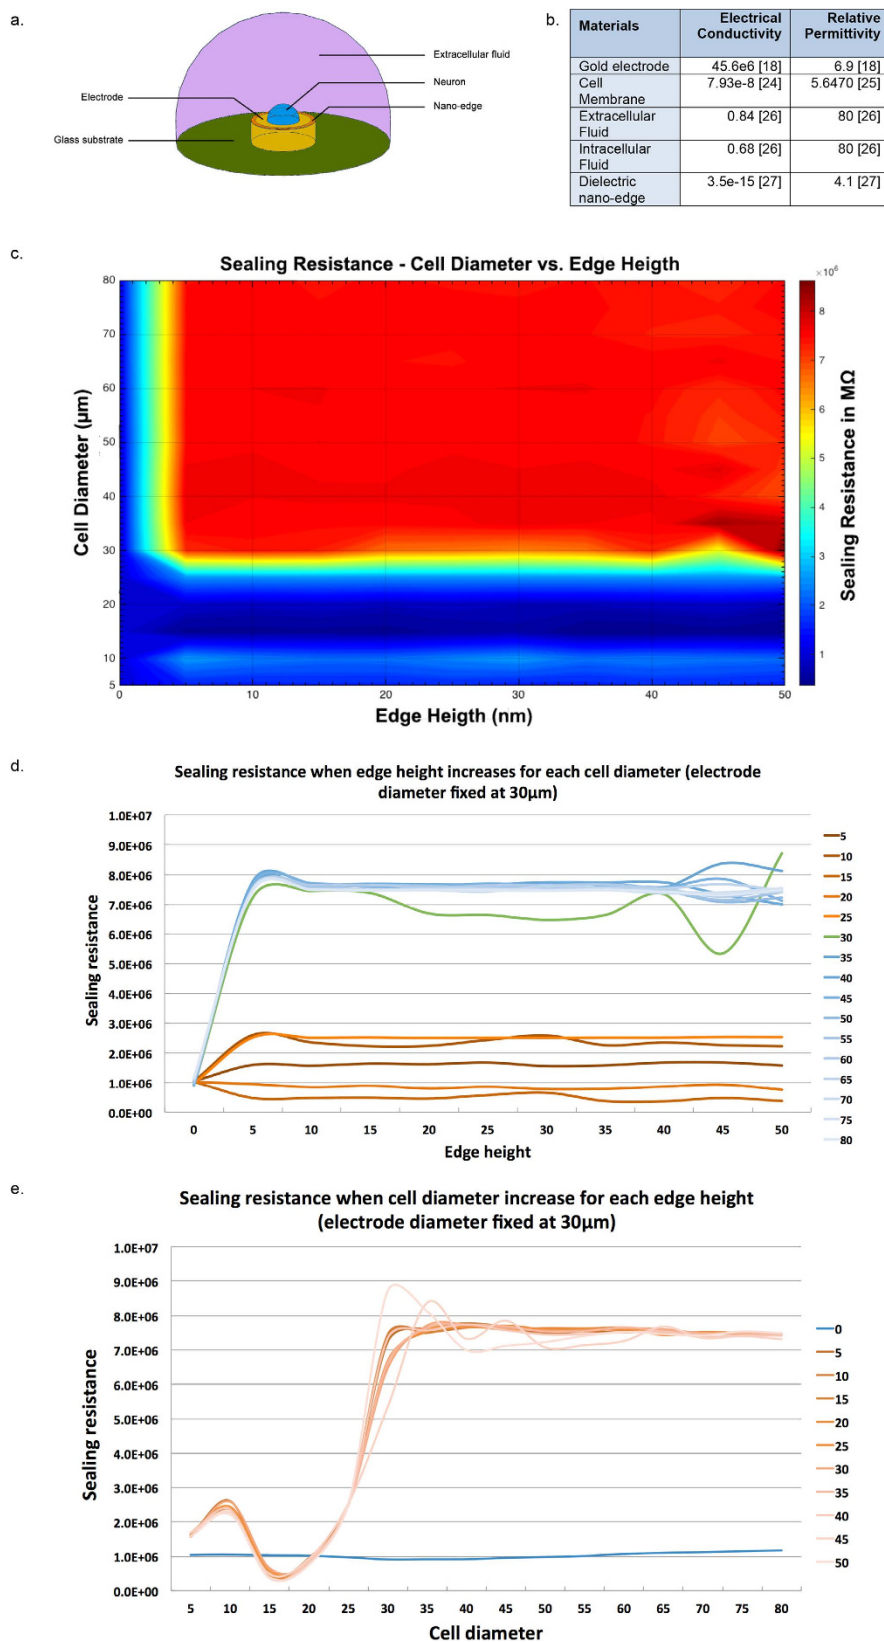 a.
Extracellular fluid
Neuron
Electrode
Nano-edge
Glass substrate
b.
Materials Electrical Conductivity Relative Permittivity
Gold electrode 45.6e6 [18] 6.9 [18]
Cell Membrane 7.93e-8 [24] 5.6470 [25]
Extracellular Fluid 0.84 [26] 80 [26]
Intracellular Fluid 0.68 [26] 80 [26]
Dielectric nano-edge 3.5e-15 [27] 4.1 [27]
c.
Sealing Resistance - Cell Diameter vs. Edge Heigth
Cell Diameter (µm)
80
70
60
50
40
30
20
10
5
0 10 20 30 40 50
Edge Heigth (nm)
×10⁶
8
7
6
5
4
3
2
1
Sealing Resistance in MΩ
d.
Sealing resistance when edge height increases for each cell diameter (electrode
diameter fixed at 30µm)
Sealing resistance
1.0E+07
9.0E+06
8.0E+06
7.0E+06
6.0E+06
5.0E+06
4.0E+06
3.0E+06
2.0E+06
1.0E+06
0.0E+00
0 5 10 15 20 25 30 35 40 45 50
Edge height
5
10
15
20
25
30
35
40
45
50
55
60
65
70
75
80
e.
Sealing resistance when cell diameter increase for each edge height
(electrode diameter fixed at 30µm)
Sealing resistance
1.0E+07
9.0E+06
8.0E+06
7.0E+06
6.0E+06
5.0E+06
4.0E+06
3.0E+06
2.0E+06
1.0E+06
0.0E+00
5 10 15 20 25 30 35 40 45 50 55 60 65 70 75 80
Cell diameter
0
5
10
15
20
25
30
35
40
45
50